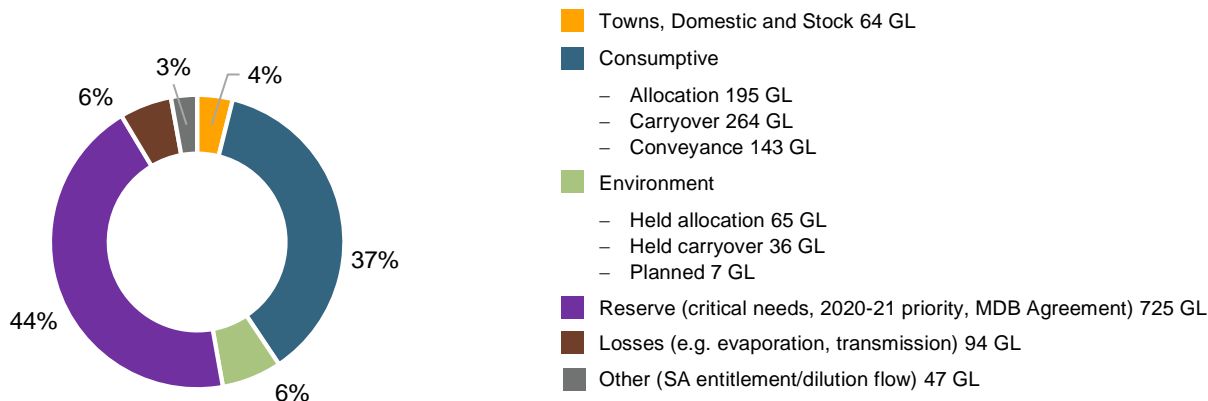 3%
4%
6%
37%
44%
6%
Towns, Domestic and Stock 64 GL
Consumptive
– Allocation 195 GL
– Carryover 264 GL
– Conveyance 143 GL
Environment
– Held allocation 65 GL
– Held carryover 36 GL
– Planned 7 GL
Reserve (critical needs, 2020-21 priority, MDB Agreement) 725 GL
Losses (e.g. evaporation, transmission) 94 GL
Other (SA entitlement/dilution flow) 47 GL